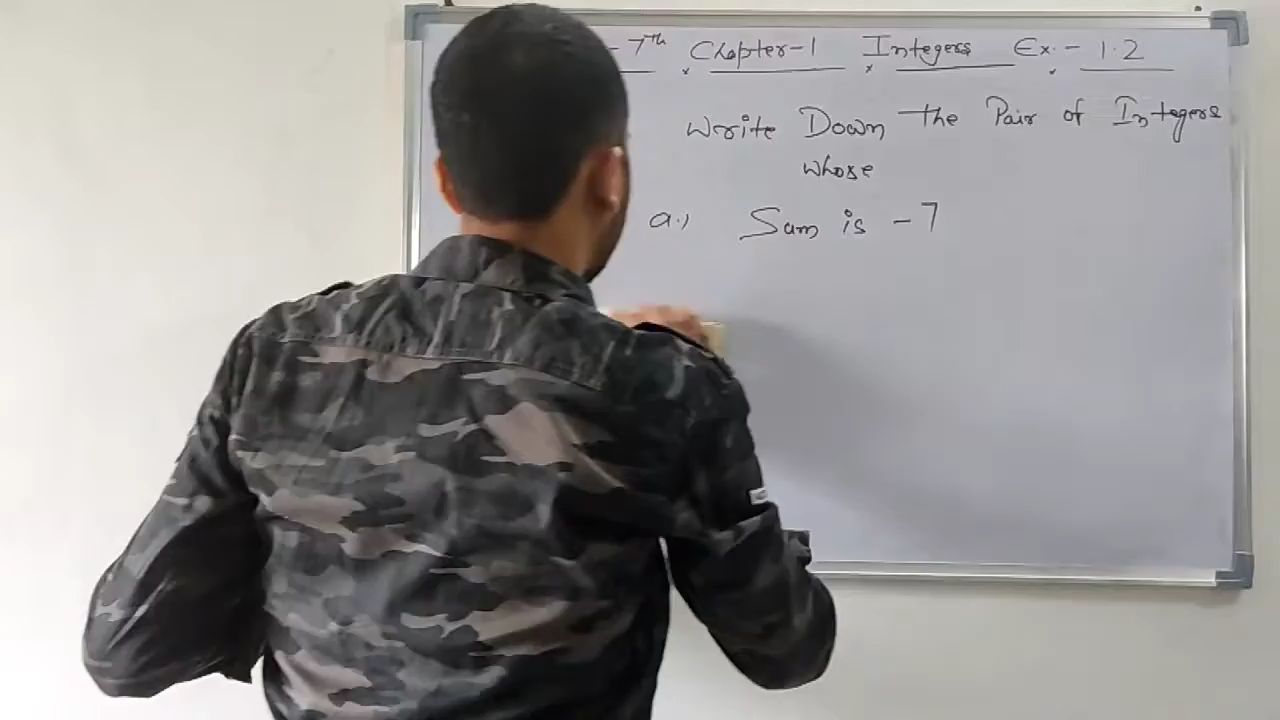 - 7th Chapter-1 Integers Ex.- 1.2
Write Down the Pair of Integers
whose
a.) Sum is -7